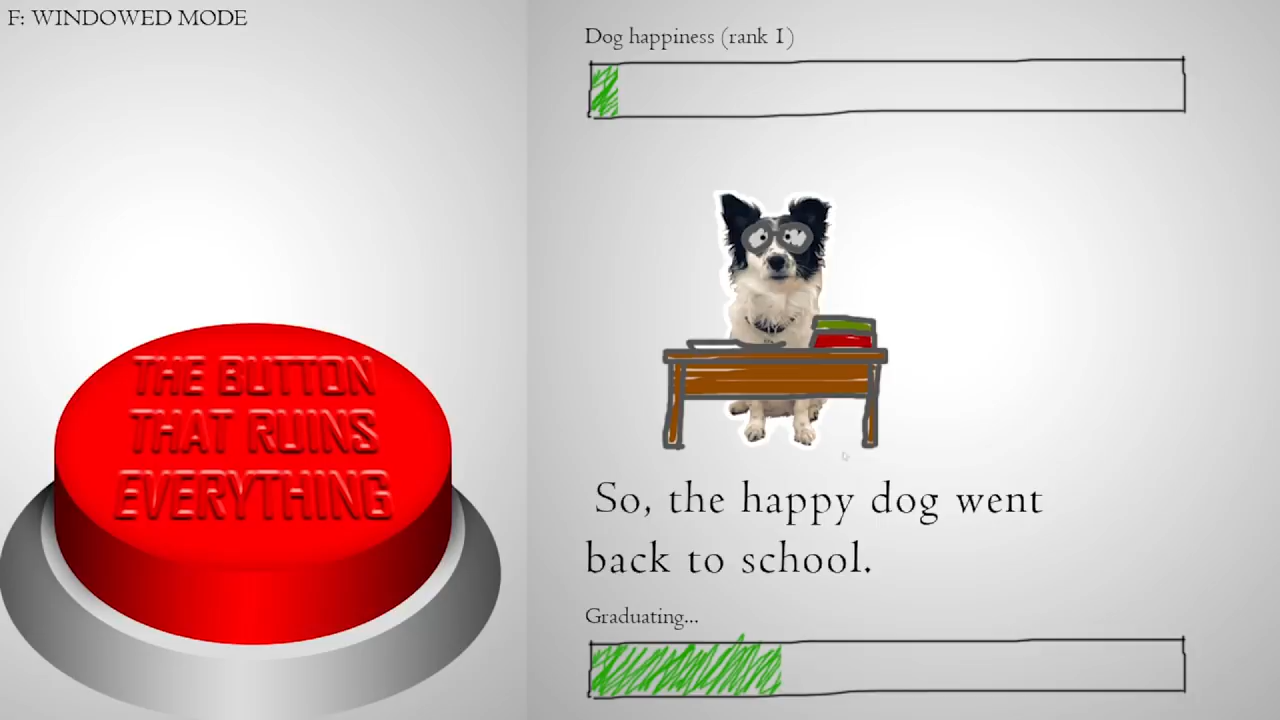 F: WINDOWED MODE
Dog happiness (rank 1)
THE BUTTON
THAT RUINS
EVERYTHING
So, the happy dog went
back to school.
Graduating...